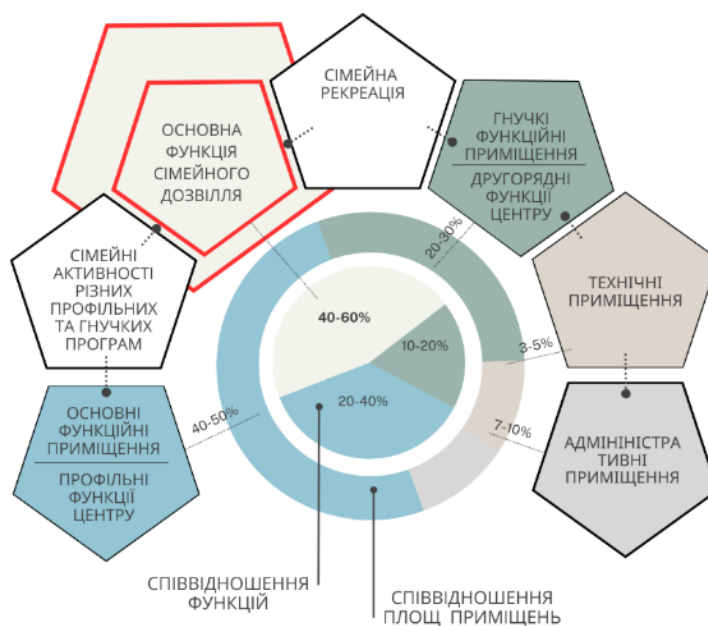 СІМЕЙНА
РЕКРЕАЦІЯ
ОСНОВНА
ФУНКЦІЯ
СІМЕЙНОГО
ДОЗВІЛЛЯ
ГНУЧКІ
ФУНКЦІЙНІ
ПРИМІЩЕННЯ
ДРУГОРЯДНІ
ФУНКЦІЇ
ЦЕНТРУ
СІМЕЙНІ
АКТИВНОСТІ
РІЗНИХ
ПРОФІЛЬНИХ
ТА ГНУЧКИХ
ПРОГРАМ
ТЕХНІЧНІ
ПРИМІЩЕННЯ
20-30%
40-60%
10-20%
3-5%
20-40%
40-50%
7-10%
ОСНОВНІ
ФУНКЦІЙНІ
ПРИМІЩЕННЯ
ПРОФІЛЬНІ
ФУНКЦІЇ
ЦЕНТРУ
АДМІНІНІСТРА
ТИВНІ
ПРИМІЩЕННЯ
СПІВВІДНОШЕННЯ
ФУНКЦІЙ
СПІВВІДНОШЕННЯ
ПЛОЩ ПРИМІЩЕНЬ